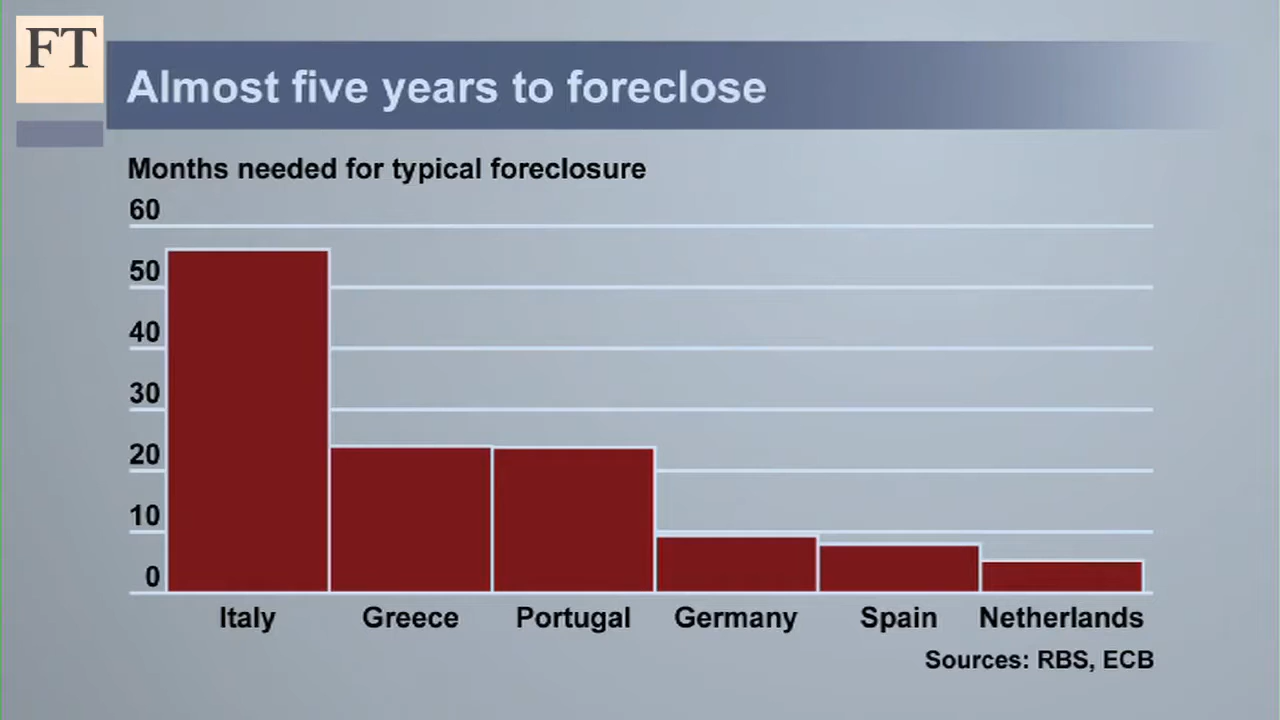 FT
Almost five years to foreclose
Months needed for typical foreclosure
60
50
40
30
20
10
0
Italy Greece Portugal Germany Spain Netherlands
Sources: RBS, ECB